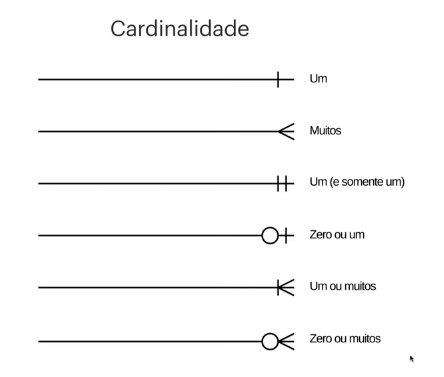 Cardinalidade
Um
Muitos
Um (e somente um)
Zero ou um
Um ou muitos
Zero ou muitos